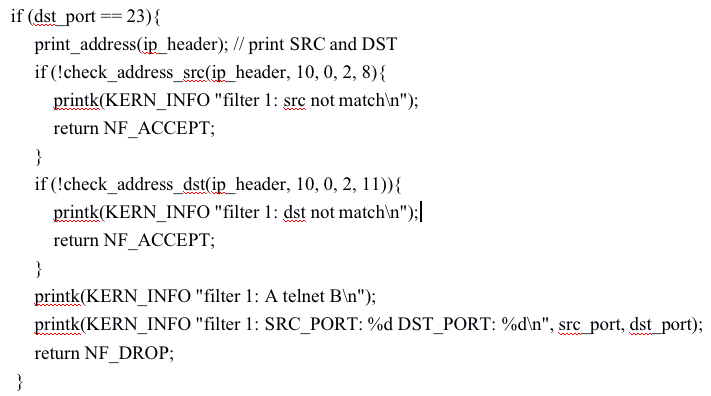 if (dst_port == 23){
print_address(ip_header); // print SRC and DST
if (!check_address_src(ip_header, 10, 0, 2, 8){
printk(KERN_INFO "filter 1: src not match\n");
return NF_ACCEPT;
}
if (!check_address_dst(ip_header, 10, 0, 2, 11)){
printk(KERN_INFO "filter 1: dst not match\n");
return NF_ACCEPT;
}
printk(KERN_INFO "filter 1: A telnet B\n");
printk(KERN_INFO "filter 1: SRC_PORT: %d DST_PORT: %d\n", src_port, dst_port);
return NF_DROP;
}